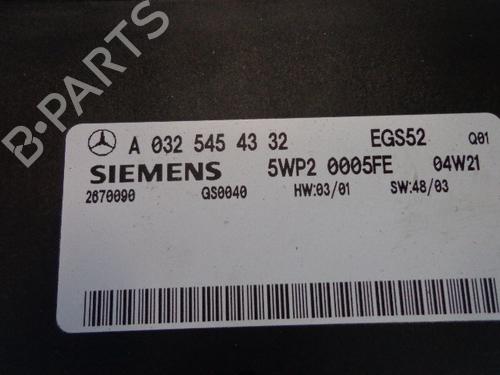 A 032 545 43 32 EGS52 Q01
SIEMENS 5WP2 0005FE 04W21
2670090 GS0040 HW:03/01 SW:48/03
B-PARTS